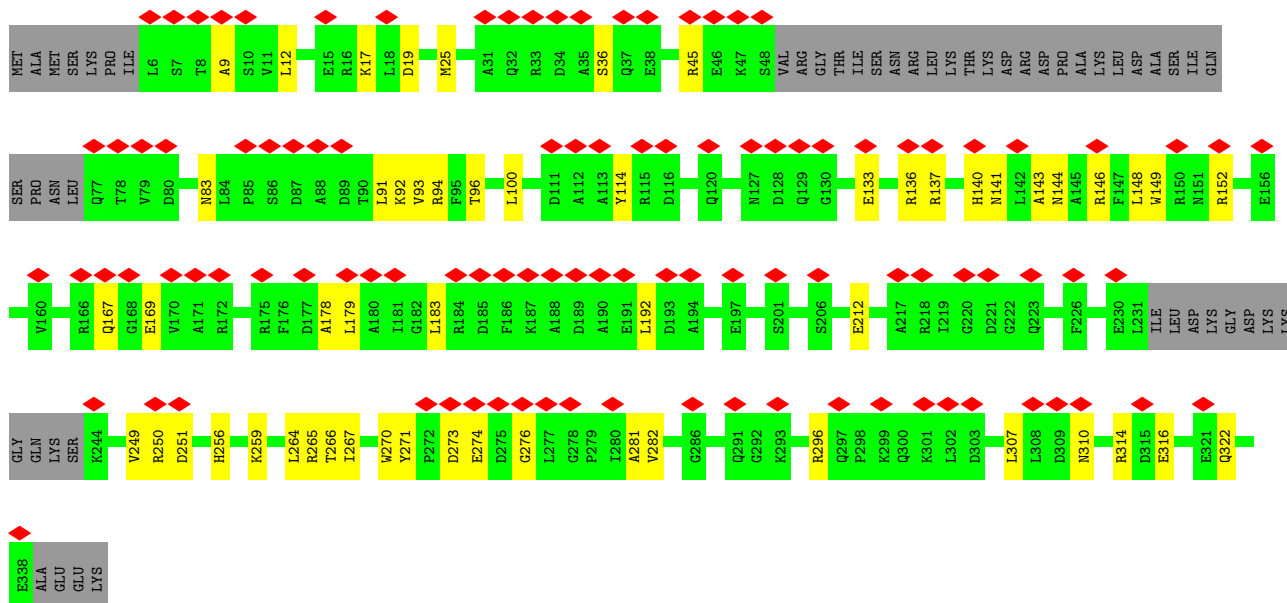 MET ALA MET SER LYS PRO ILE L6 S7 T8 A9 S10 V11 L12 E15 R16 K17 L18 D19 M25 A31 Q32 R33 D34 A35 S36 Q37 E38 R45 E46 K47 S48 VAL ARG GLY THR ILE SER ASN ARG LEU LYS THR LYS ASP ARG ASP PRO ALA LYS LEU ASP ALA SER ILE GLN
SER PRO ASN LEU Q77 T78 V79 D80 N83 L84 P85 S86 D87 A88 D89 T90 L91 K92 V93 R94 F95 T96 L100 D111 A112 A113 Y114 R115 D116 Q120 N127 D128 Q129 G130 E133 R136 R137 H140 N141 L142 A143 N144 A145 R146 F147 L148 W149 R150 N151 R152 E156
V160 R166 Q167 G168 E169 V170 A171 R172 R175 F176 D177 A178 L179 A180 I181 G182 L183 R184 D185 F186 K187 A188 D189 A190 E191 L192 D193 A194 E197 S201 S206 E212 A217 R218 I219 G220 D221 G222 Q223 F226 E230 L231 ILE LEU ASP LYS GLY ASP LYS LYS
GLY GLN LYS SER K244 V249 R250 D251 H256 K259 L264 R265 T266 I267 W270 Y271 P272 D273 E274 D275 G276 L277 G278 P279 I280 A281 V282 G286 Q291 G292 K293 R296 Q297 P298 K299 Q300 K301 L302 D303 L307 L308 D309 N310 R314 D315 E316 E321 Q322
E338 ALA GLU GLU LYS